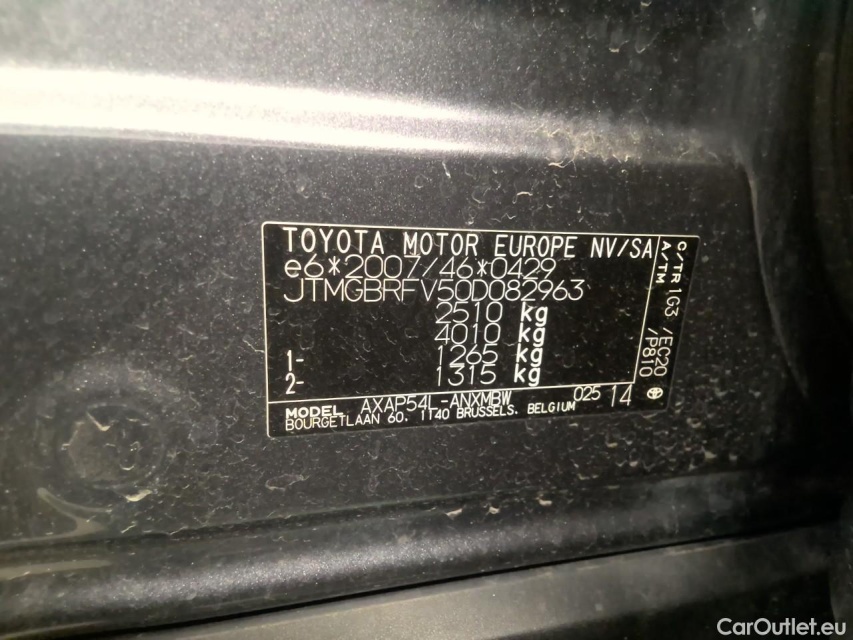 TOYOTA MOTOR EUROPE NV/SA
e6*2007/46*0429
JTMGBRFV50D082963
2510 kg
4010 kg
1- 1265 kg
2- 1315 kg
MODEL AXAP54L-ANXMBW 025 14
BOURGETLAAN 60. 1140 BRUSSELS. BELGIUM
C/TR 1G3 /EC20
A/TM /P810
CarOutlet.eu